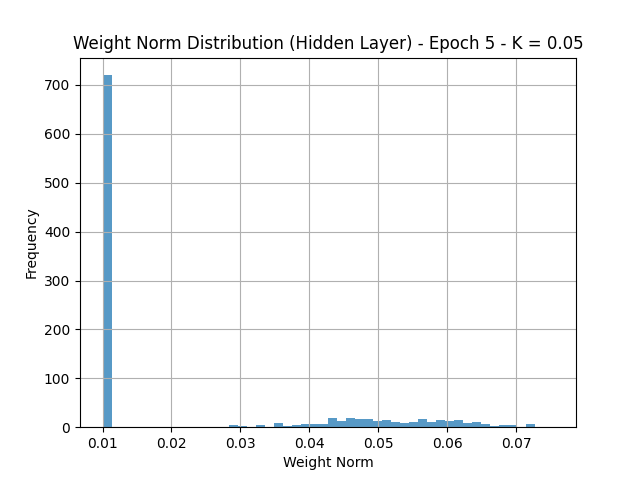 Weight Norm Distribution (Hidden Layer) - Epoch 5 - K = 0.05
700
600
500
400
300
200
100
0
Frequency
0.01 0.02 0.03 0.04 0.05 0.06 0.07
Weight Norm